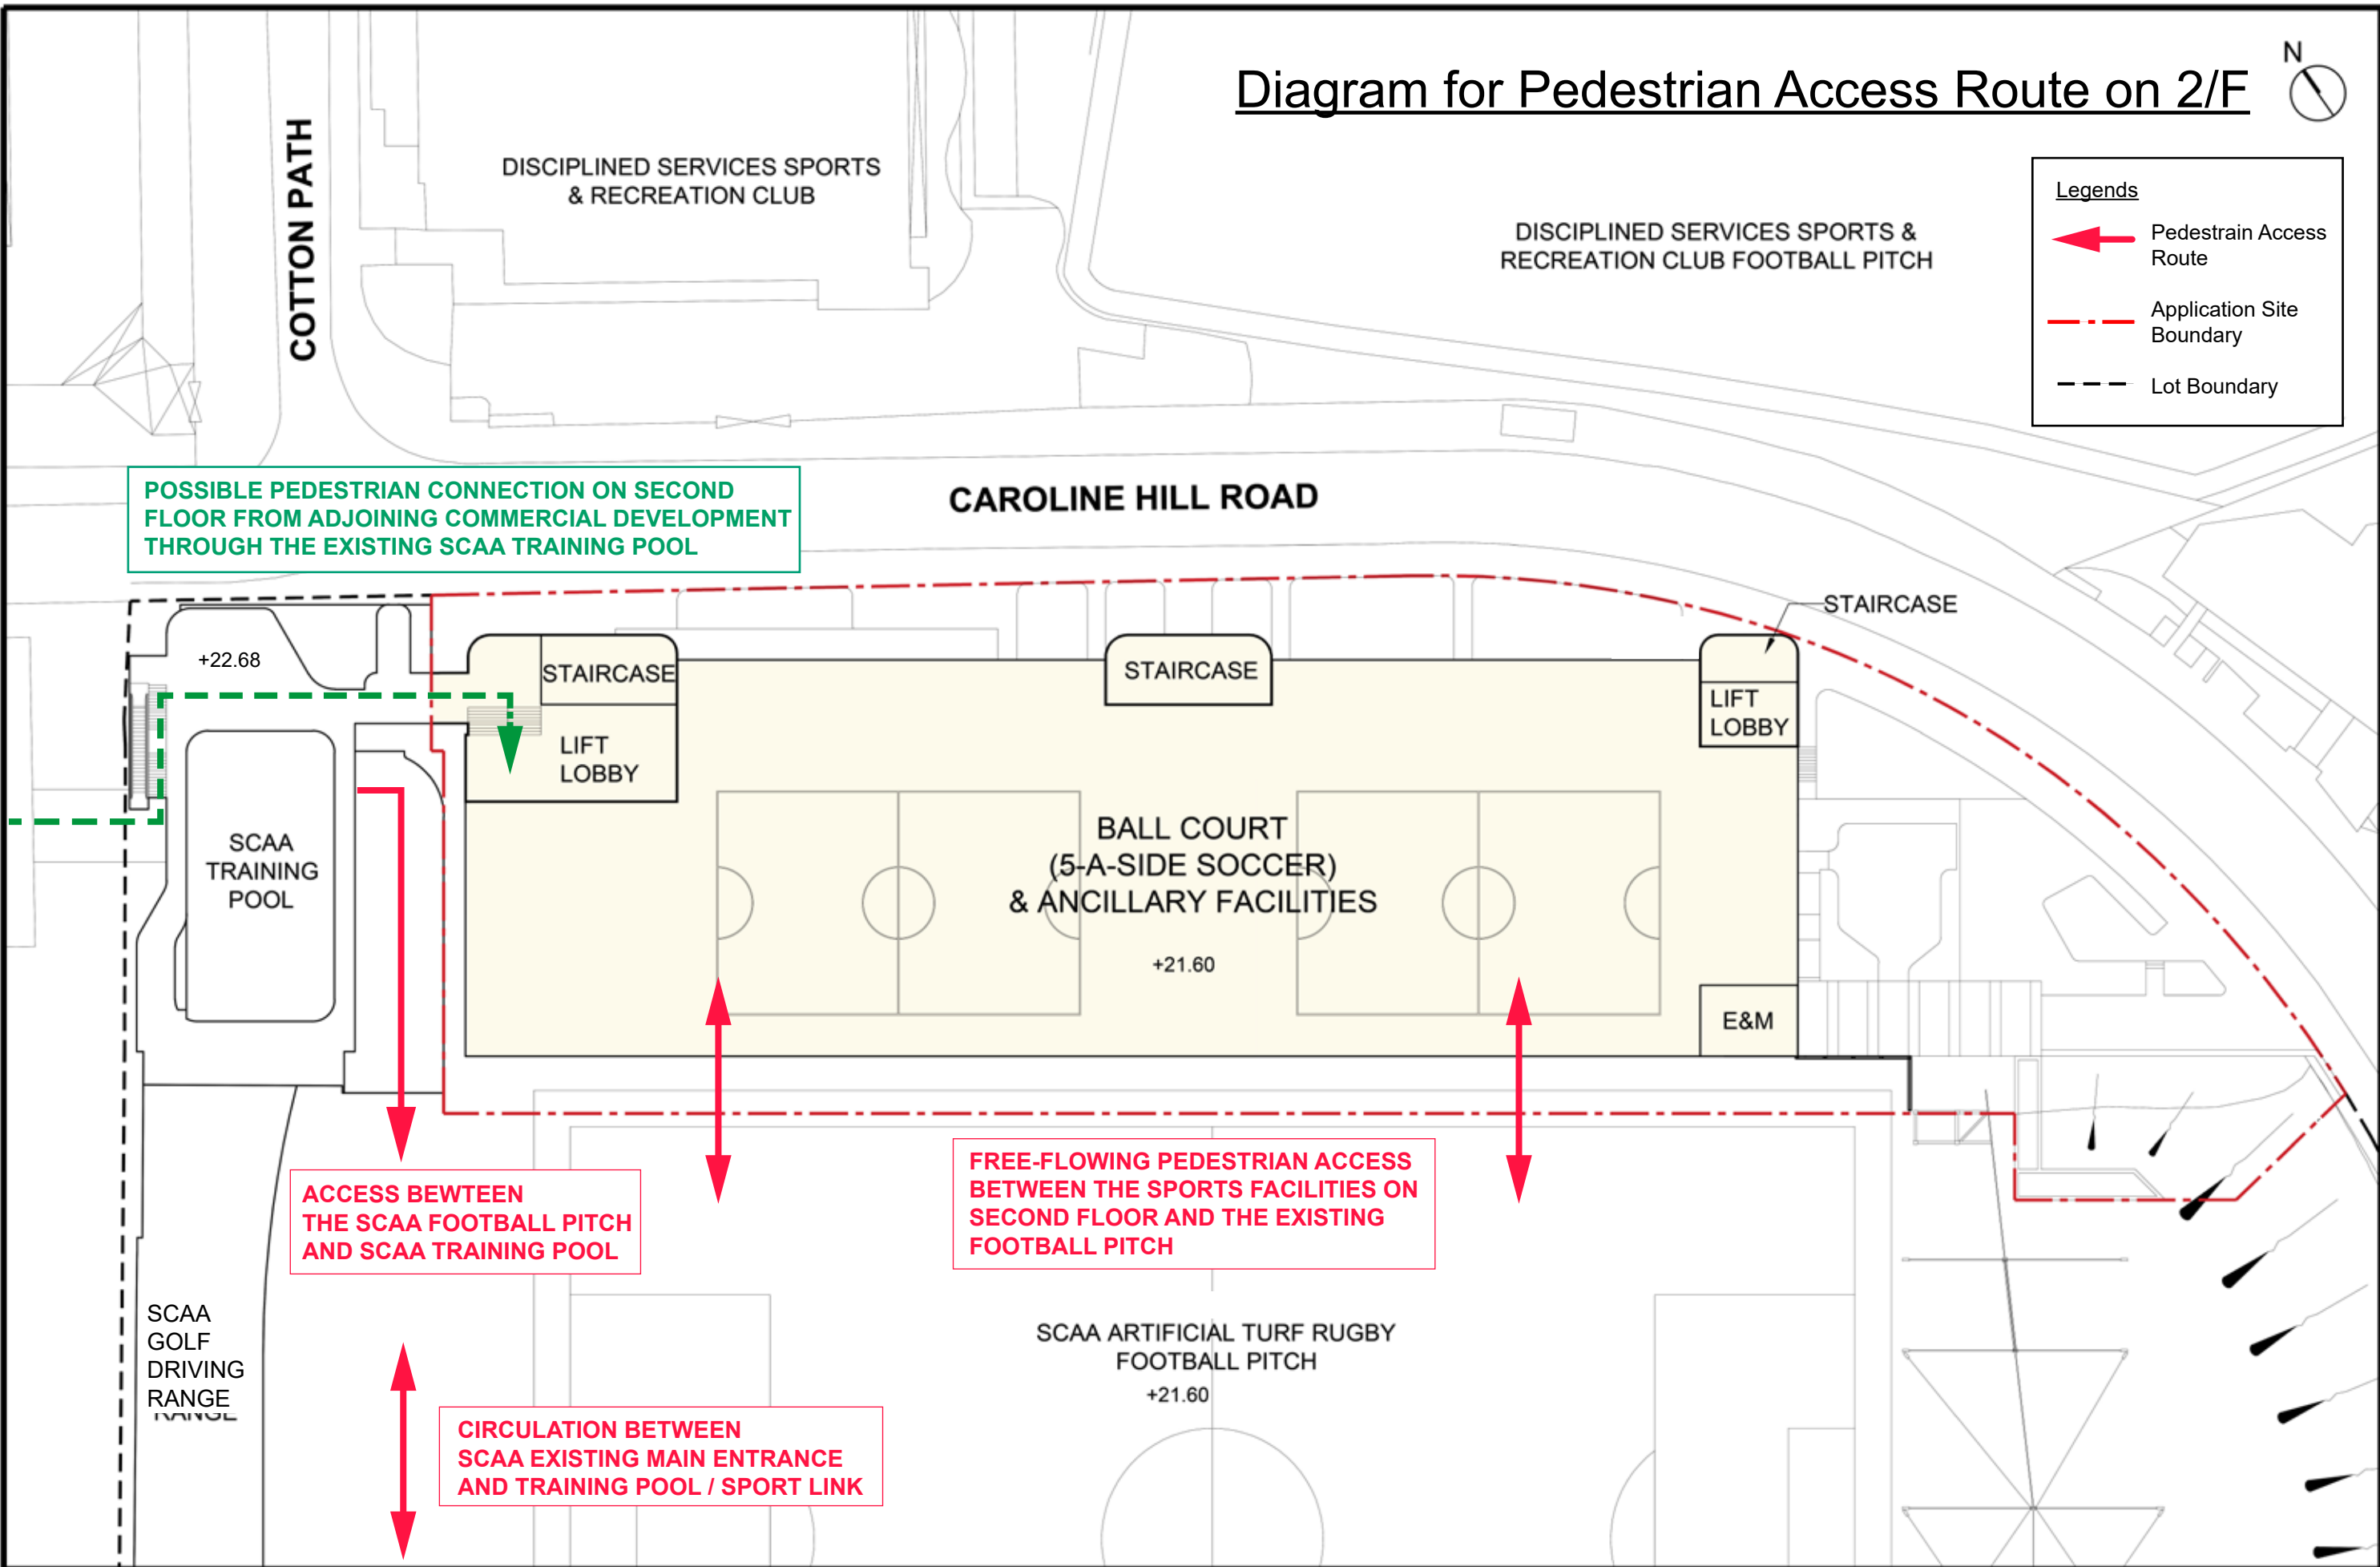 Diagram for Pedestrian Access Route on 2/F
N
Legends
Pedestrain Access
Route
Application Site
Boundary
Lot Boundary
COTTON PATH
DISCIPLINED SERVICES SPORTS
& RECREATION CLUB
DISCIPLINED SERVICES SPORTS &
RECREATION CLUB FOOTBALL PITCH
POSSIBLE PEDESTRIAN CONNECTION ON SECOND
FLOOR FROM ADJOINING COMMERCIAL DEVELOPMENT
THROUGH THE EXISTING SCAA TRAINING POOL
CAROLINE HILL ROAD
STAIRCASE
+22.68
STAIRCASE
STAIRCASE
LIFT
LOBBY
LIFT
LOBBY
SCAA
TRAINING
POOL
BALL COURT
(5-A-SIDE SOCCER)
& ANCILLARY FACILITIES
+21.60
E&M
ACCESS BEWTEEN
THE SCAA FOOTBALL PITCH
AND SCAA TRAINING POOL
FREE-FLOWING PEDESTRIAN ACCESS
BETWEEN THE SPORTS FACILITIES ON
SECOND FLOOR AND THE EXISTING
FOOTBALL PITCH
SCAA
GOLF
DRIVING
RANGE
RANGE
SCAA ARTIFICIAL TURF RUGBY
FOOTBALL PITCH
+21.60
CIRCULATION BETWEEN
SCAA EXISTING MAIN ENTRANCE
AND TRAINING POOL / SPORT LINK